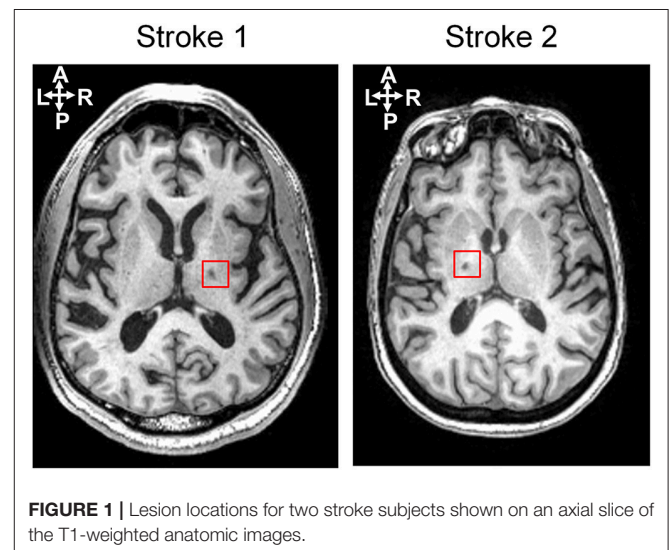 Stroke 1
Stroke 2
A
L R
P
A
L R
P
FIGURE 1 | Lesion locations for two stroke subjects shown on an axial slice of
the T1-weighted anatomic images.